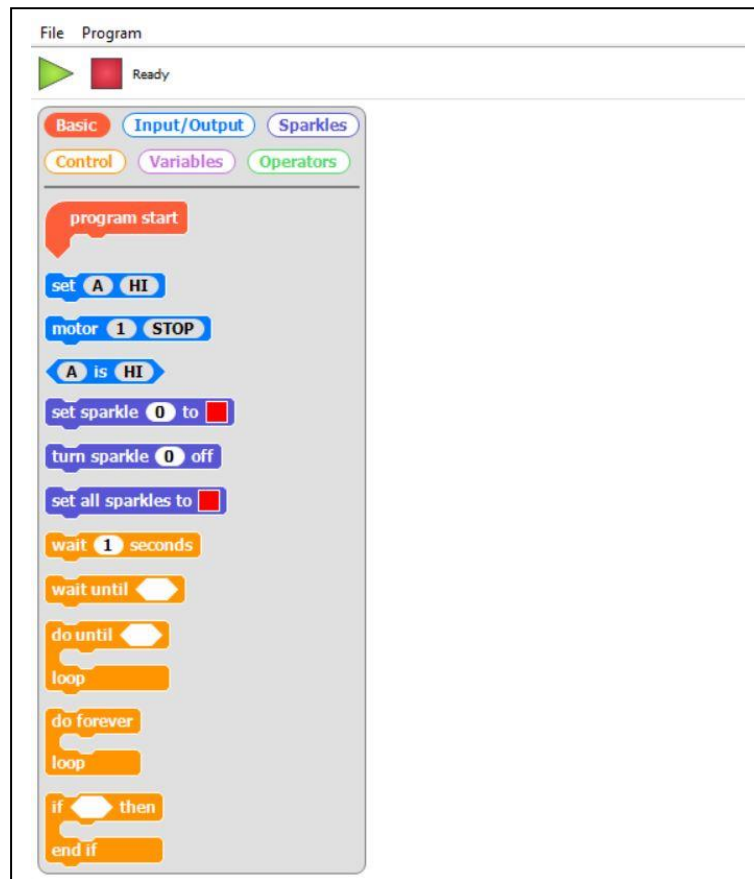 File Program
Ready
Basic Input/Output Sparkles
Control Variables Operators
program start
set A HI
motor 1 STOP
A is HI
set sparkle 0 to
turn sparkle 0 off
set all sparkles to
wait 1 seconds
wait until
do until
loop
do forever
loop
if then
end if